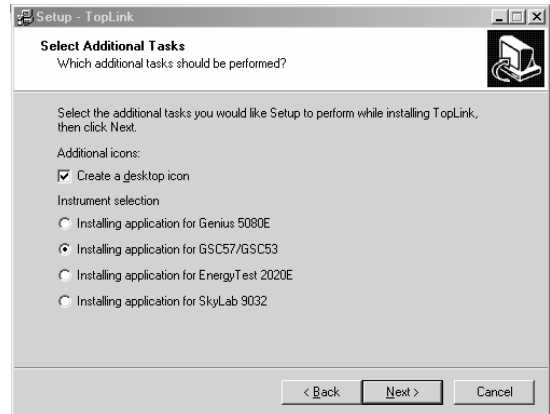 Setup - TopLink
Select Additional Tasks
Which additional tasks should be performed?
Select the additional tasks you would like Setup to perform while installing TopLink,
then click Next.
Additional icons:
Create a desktop icon
Instrument selection
Installing application for Genius 5080E
Installing application for GSC57/GSC53
Installing application for EnergyTest 2020E
Installing application for SkyLab 9032
< Back Next > Cancel